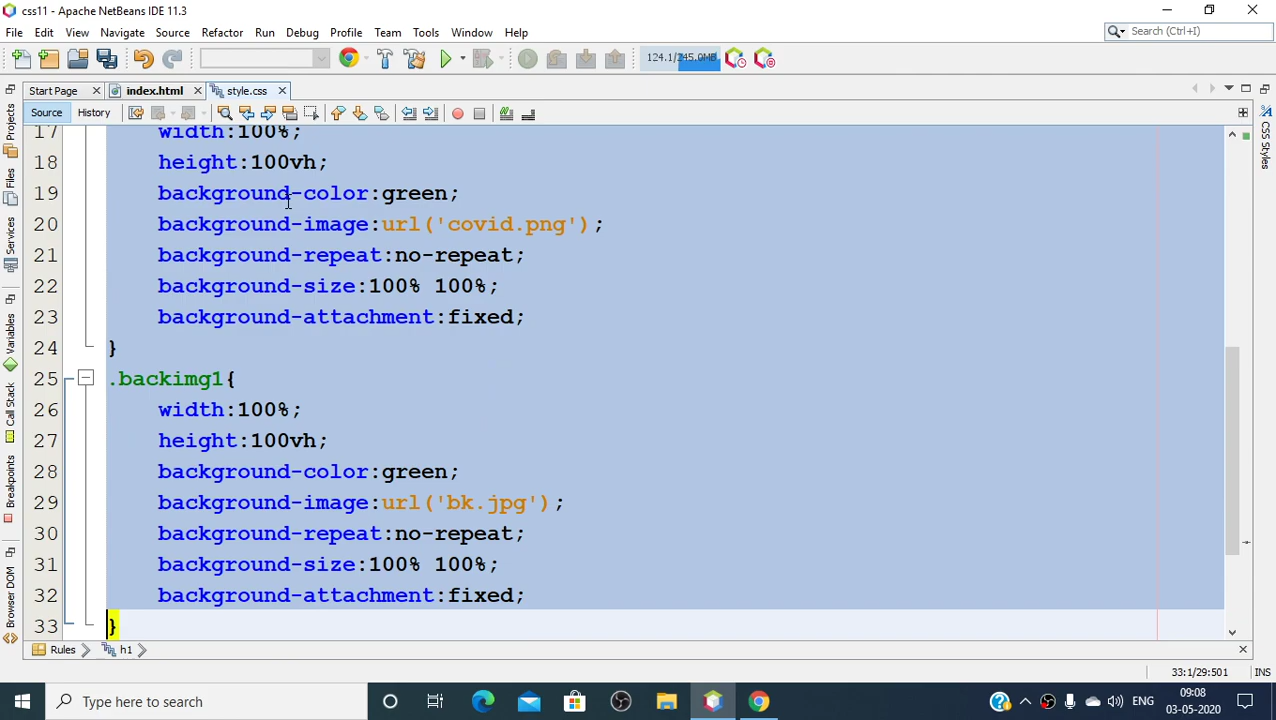 css11 - Apache NetBeans IDE 11.3
File Edit View Navigate Source Refactor Run Debug Profile Team Tools Window Help
Search (Ctrl+I)
124.1/245.0MB
Start Page index.html style.css
Source History
17 width:100%;
18 height:100vh;
19 background-color:green;
20 background-image:url('covid.png');
21 background-repeat:no-repeat;
22 background-size:100% 100%;
23 background-attachment:fixed;
24 }
25 .backimg1{
26 width:100%;
27 height:100vh;
28 background-color:green;
29 background-image:url('bk.jpg');
30 background-repeat:no-repeat;
31 background-size:100% 100%;
32 background-attachment:fixed;
33 }
Projects
Files
Services
Variables
Call Stack
Breakpoints
Browser DOM
CSS Styles
Rules h1
33:1/29:501 INS
Type here to search
ENG
09:08
03-05-2020